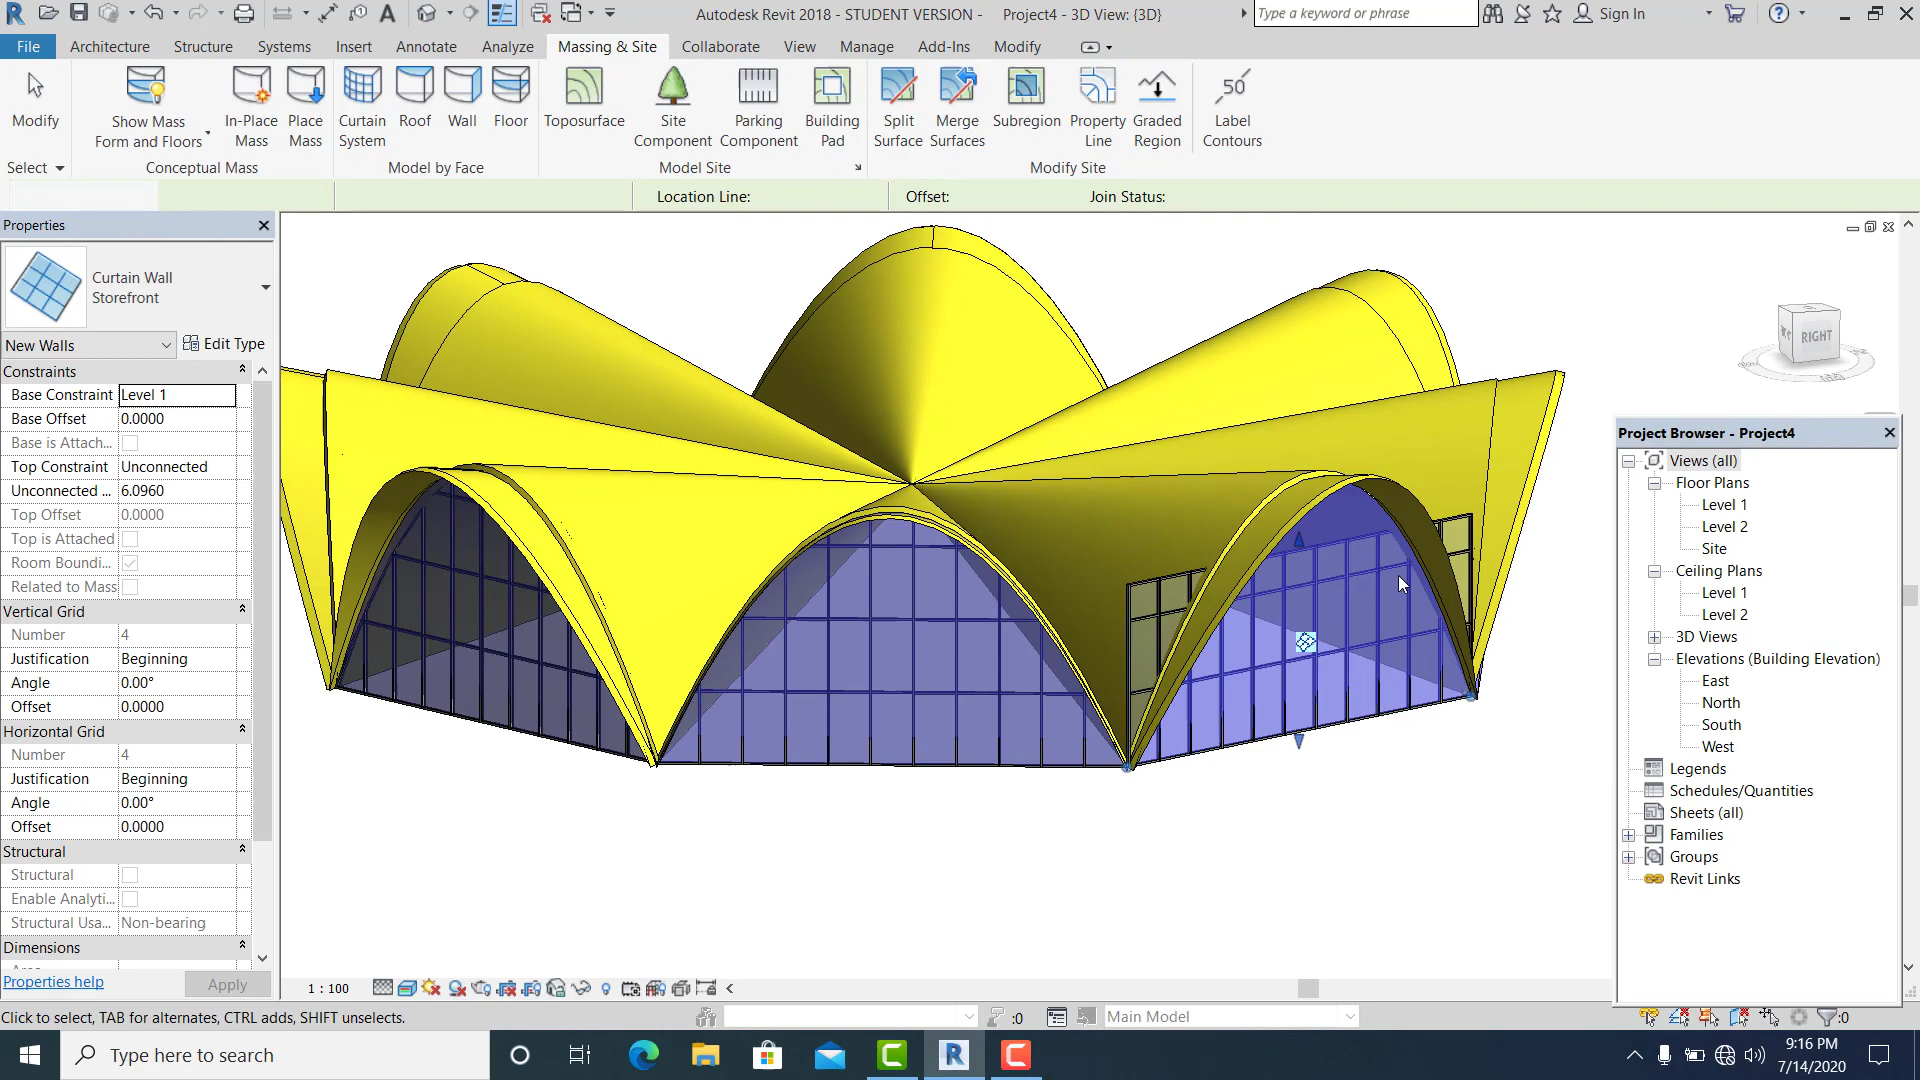 Autodesk Revit 2018 - STUDENT VERSION -     Project4 - 3D View: {3D}
Type a keyword or phrase
Sign In
File Architecture Structure Systems Insert Annotate Analyze Massing & Site Collaborate View Manage Add-Ins Modify
Modify
Show Mass
Form and Floors
In-Place
Mass
Place
Mass
Curtain
System
Roof
Wall
Floor
Toposurface
Site
Component
Parking
Component
Building
Pad
Split
Surface
Merge
Surfaces
Subregion
Property
Line
Graded
Region
50
Label
Contours
Select
Conceptual Mass
Model by Face
Model Site
Modify Site
Location Line:
Offset:
Join Status:
Properties
Curtain Wall
Storefront
New Walls
Edit Type
Constraints
Base Constraint Level 1
Base Offset 0.0000
Base is Attach...
Top Constraint Unconnected
Unconnected ... 6.0960
Top Offset 0.0000
Top is Attached
Room Boundi...
Related to Mass
Vertical Grid
Number 4
Justification Beginning
Angle 0.00°
Offset 0.0000
Horizontal Grid
Number 4
Justification Beginning
Angle 0.00°
Offset 0.0000
Structural
Structural
Enable Analyti...
Structural Usa... Non-bearing
Dimensions
Properties help
Apply
RIGHT
Project Browser - Project4
Views (all)
Floor Plans
Level 1
Level 2
Site
Ceiling Plans
Level 1
Level 2
3D Views
Elevations (Building Elevation)
East
North
South
West
Legends
Schedules/Quantities
Sheets (all)
Families
Groups
Revit Links
1 : 100
Click to select, TAB for alternates, CTRL adds, SHIFT unselects.
:0
Main Model
:0
Type here to search
9:16 PM
7/14/2020